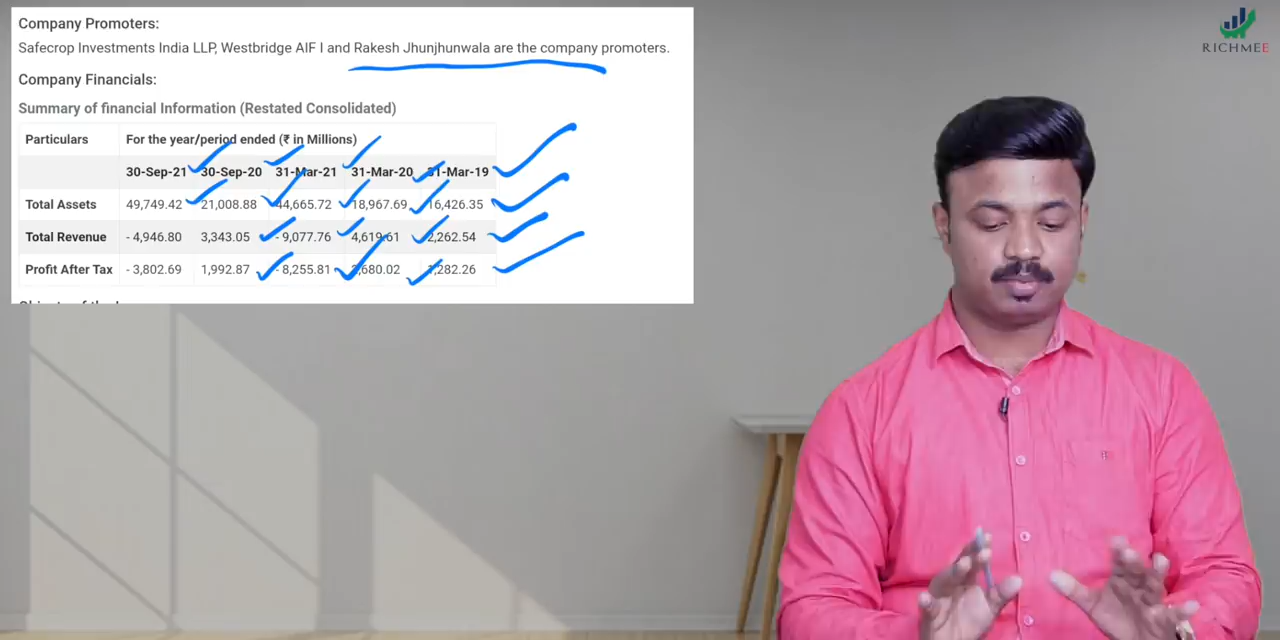 Company Promoters:
Safecrop Investments India LLP, Westbridge AIF I and Rakesh Jhunjhunwala are the company promoters.
Company Financials:
Summary of financial Information (Restated Consolidated)
Particulars For the year/period ended (₹ in Millions)
30-Sep-21 30-Sep-20 31-Mar-21 31-Mar-20 31-Mar-19
Total Assets 49,749.42 21,008.88 44,665.72 18,967.69 16,426.35
Total Revenue - 4,946.80 3,343.05 - 9,077.76 4,619.61 2,262.54
Profit After Tax - 3,802.69 1,992.87 - 8,255.81 ,680.02 ,282.26
RICHMEE